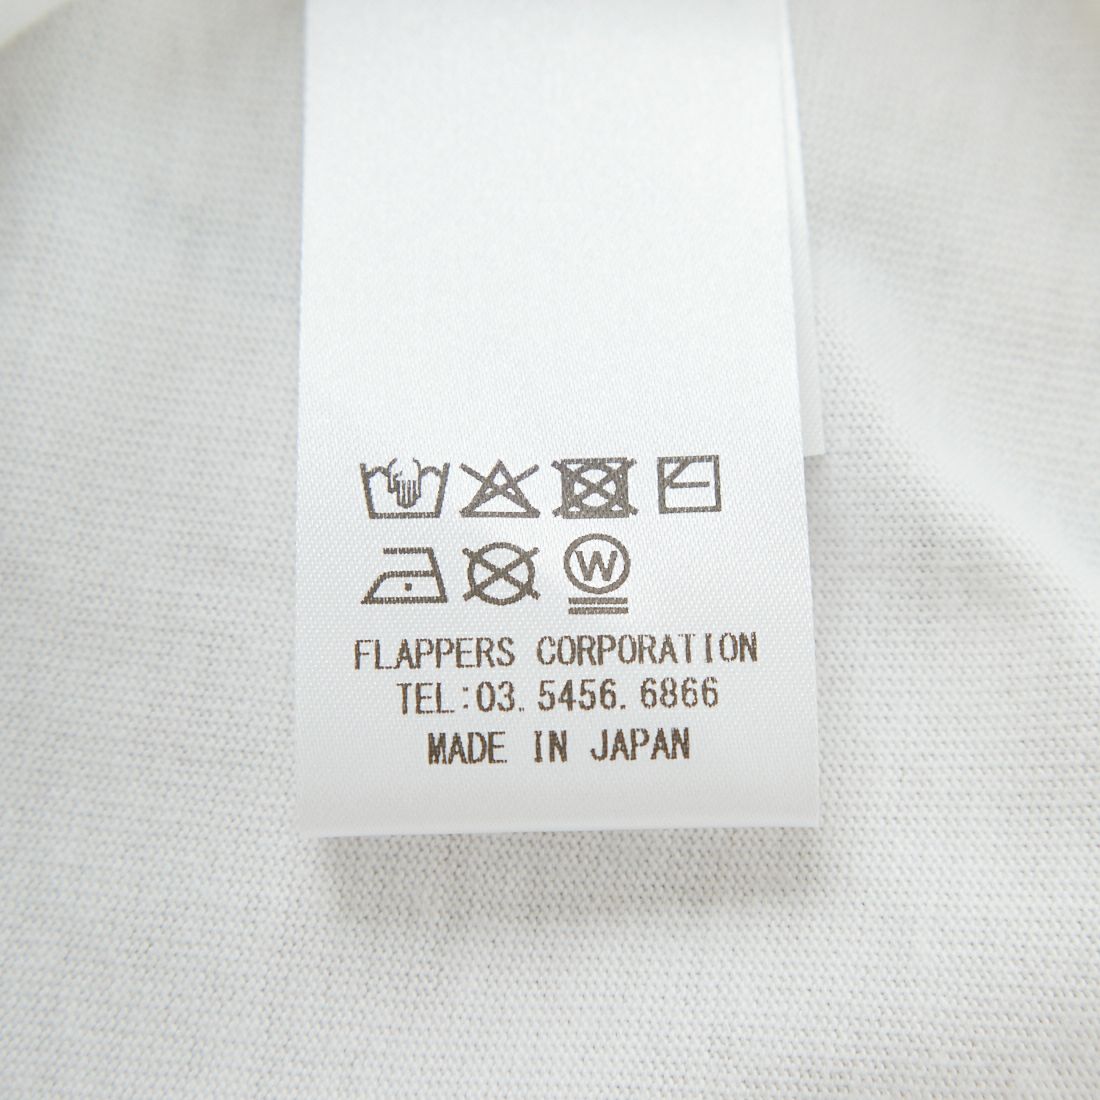 W
FLAPPERS CORPORATION
TEL:03.5456.6866
MADE IN JAPAN